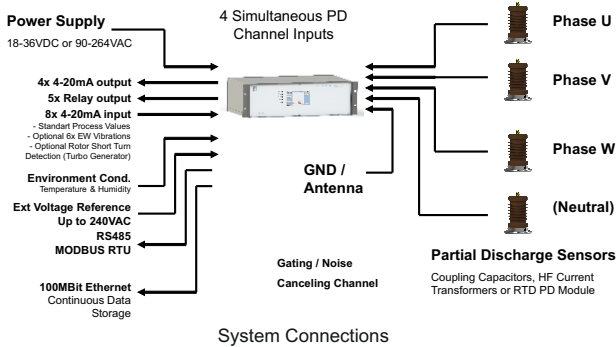 Power Supply
18-36VDC or 90-264VAC
4x 4-20mA output
5x Relay output
8x 4-20mA input
- Standart Process Values
- Optional 6x EW Vibrations
- Optional Rotor Short Turn
Detection (Turbo Generator)
Environment Cond.
Temperature & Humidity
Ext Voltage Reference
Up to 240VAC
RS485
MODBUS RTU
100MBit Ethernet
Continuous Data
Storage
4 Simultaneous PD
Channel Inputs
GND /
Antenna
Gating / Noise
Canceling Channel
Phase U
Phase V
Phase W
(Neutral)
Partial Discharge Sensors
Coupling Capacitors, HF Current
Transformers or RTD PD Module
System Connections